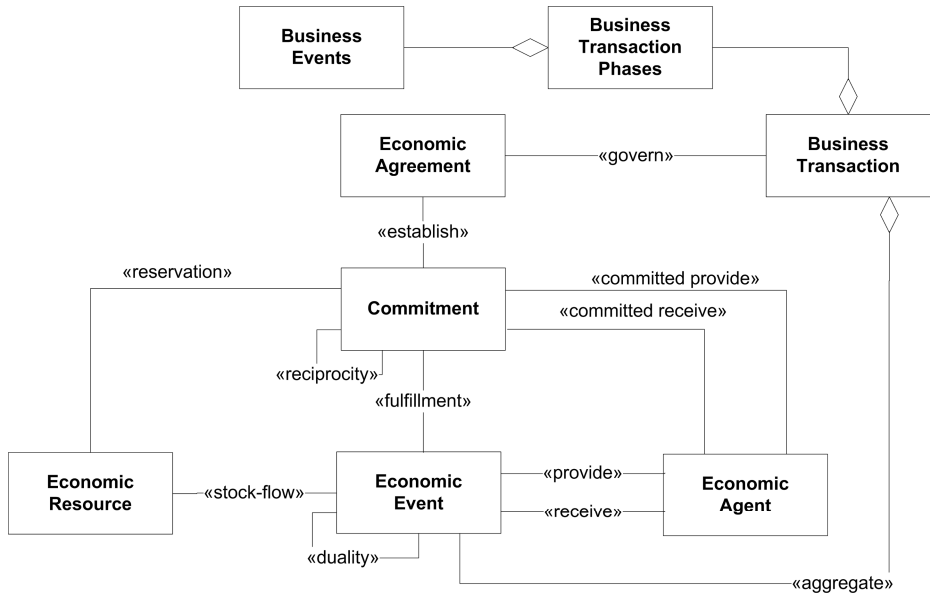 Business
Events
Business
Transaction
Phases
Economic
Agreement
«govern»
Business
Transaction
«establish»
«reservation»
«committed provide»
Commitment
«committed receive»
«reciprocity»
«fulfillment»
Economic
Resource
«stock-flow»
Economic
Event
«provide»
«receive»
Economic
Agent
«duality»
«aggregate»